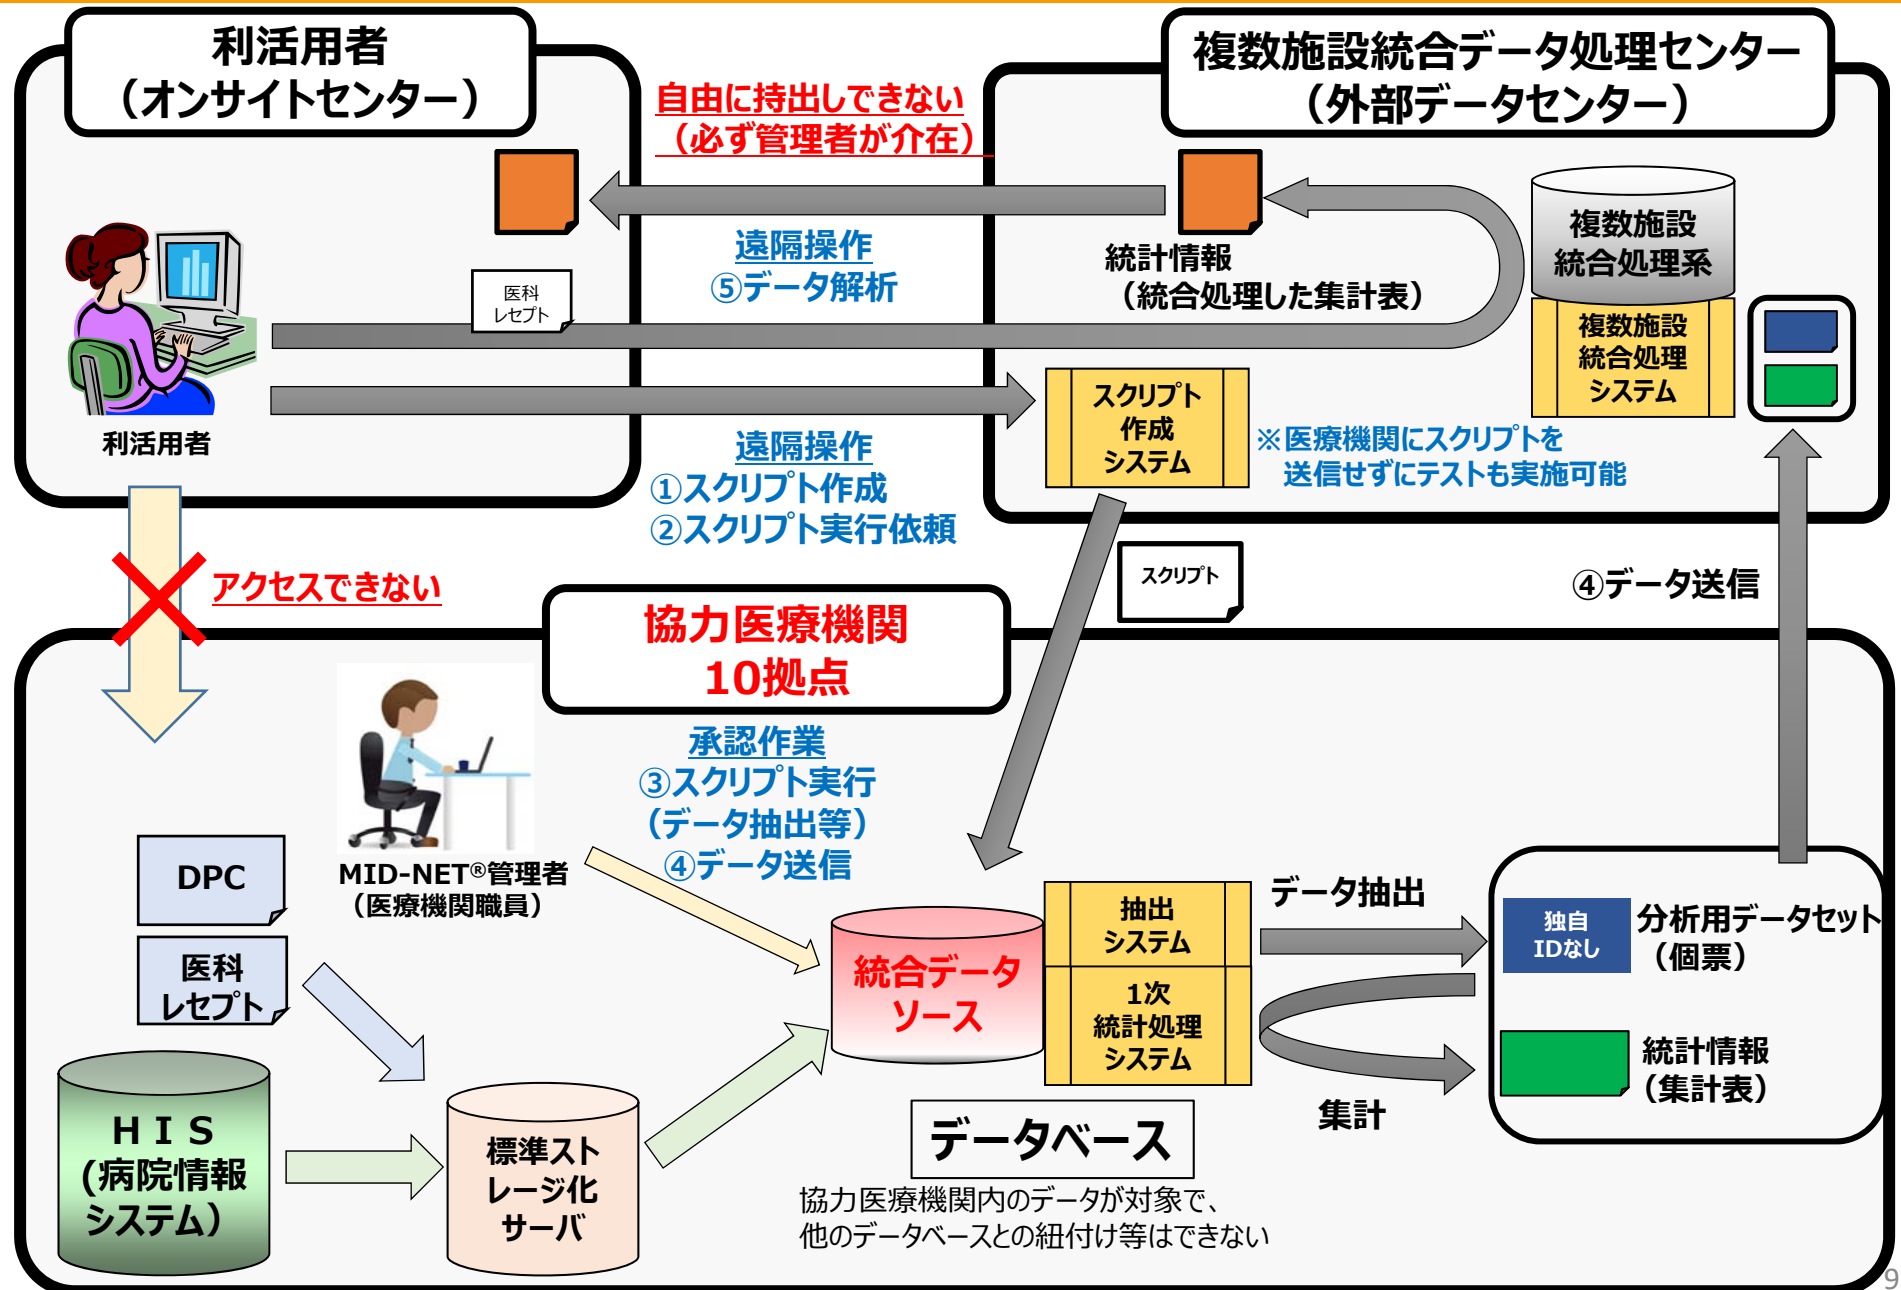 利活用者
（オンサイトセンター）
複数施設統合データ処理センター
（外部データセンター）
自由に持出しできない
（必ず管理者が介在）
遠隔操作
⑤データ解析
医科
レセプト
統計情報
（統合処理した集計表）
複数施設
統合処理系
複数施設
統合処理
システム
利活用者
遠隔操作
①スクリプト作成
②スクリプト実行依頼
スクリプト
作成
システム
※医療機関にスクリプトを
送信せずにテストも実施可能
アクセスできない
スクリプト
④データ送信
協力医療機関
10拠点
承認作業
③スクリプト実行
（データ抽出等）
④データ送信
MID-NET®管理者
（医療機関職員）
DPC
医科
レセプト
HIS
(病院情報
システム）
標準スト
レージ化
サーバ
統合データ
ソース
抽出
システム
1次
統計処理
システム
データ抽出
集計
独自
IDなし
分析用データセット
（個票）
統計情報
（集計表）
データベース
協力医療機関内のデータが対象で、
他のデータベースとの紐付け等はできない
9